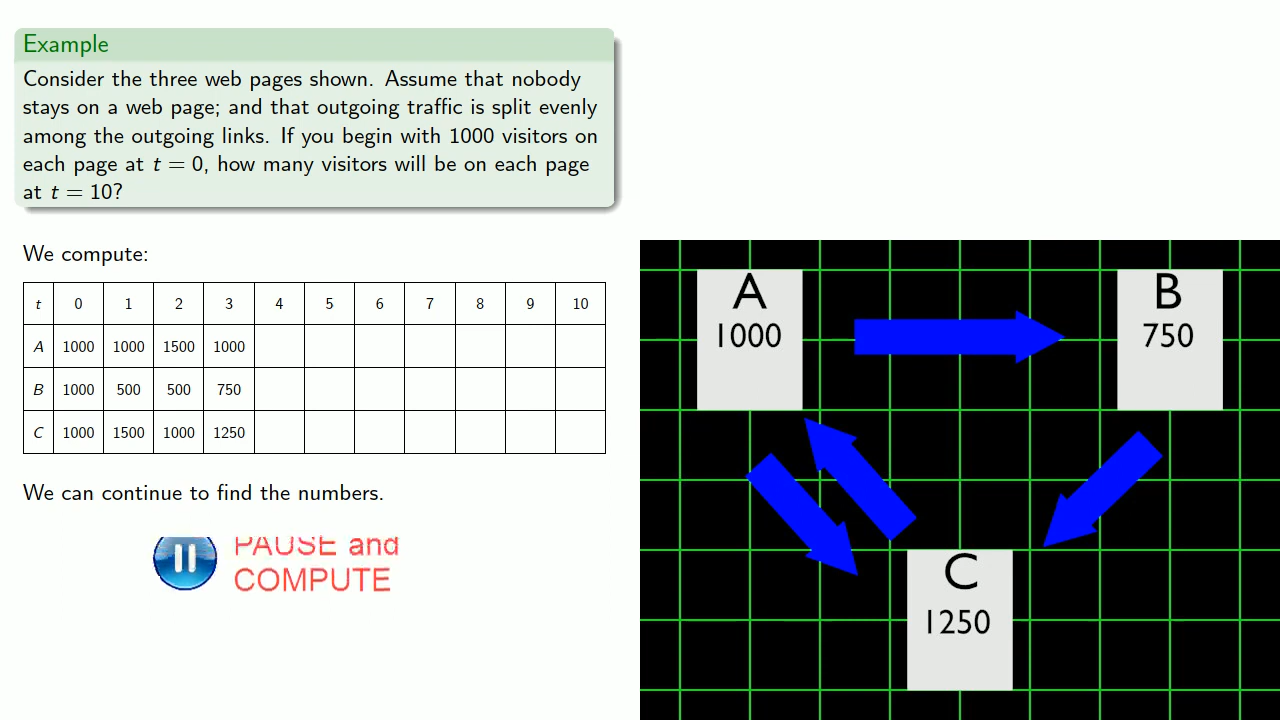 Example
Consider the three web pages shown. Assume that nobody
stays on a web page; and that outgoing traffic is split evenly
among the outgoing links. If you begin with 1000 visitors on
each page at t = 0, how many visitors will be on each page
at t = 10?
We compute:
t 0 1 2 3 4 5 6 7 8 9 10
A 1000 1000 1500 1000
B 1000 500 500 750
C 1000 1500 1000 1250
We can continue to find the numbers.
PAUSE and
COMPUTE
A
1000
B
750
C
1250